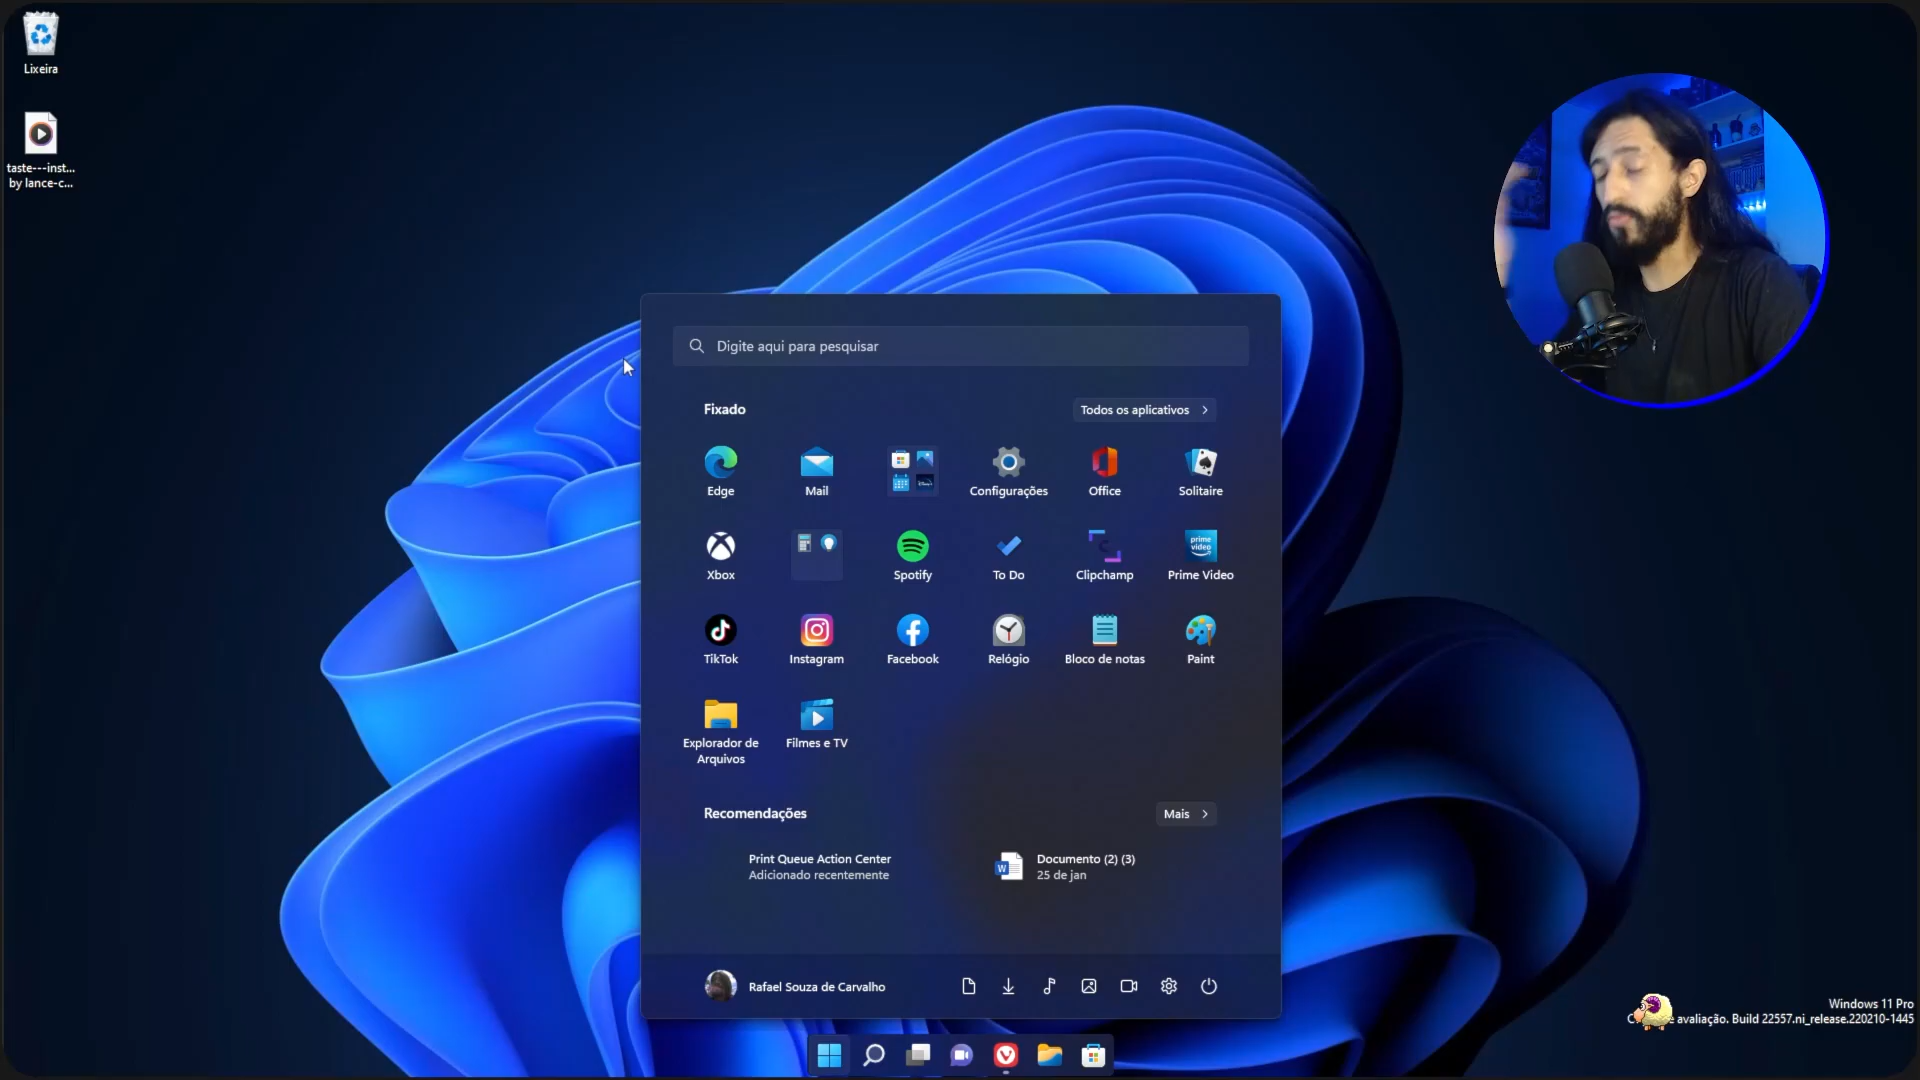 Lixeira
taste---inst...
by lance-c...
Digite aqui para pesquisar
Fixado
Todos os aplicativos
Edge
Mail
Configurações
Office
Solitaire
Xbox
Spotify
To Do
Clipchamp
prime video
Prime Video
TikTok
Instagram
Facebook
Relógio
Bloco de notas
Paint
Explorador de
Arquivos
Filmes e TV
Recomendações
Mais
Print Queue Action Center
Adicionado recentemente
W
Documento (2) (3)
25 de jan
Rafael Souza de Carvalho
Windows 11 Pro
avaliação. Build 22557.ni_release.220210-1445